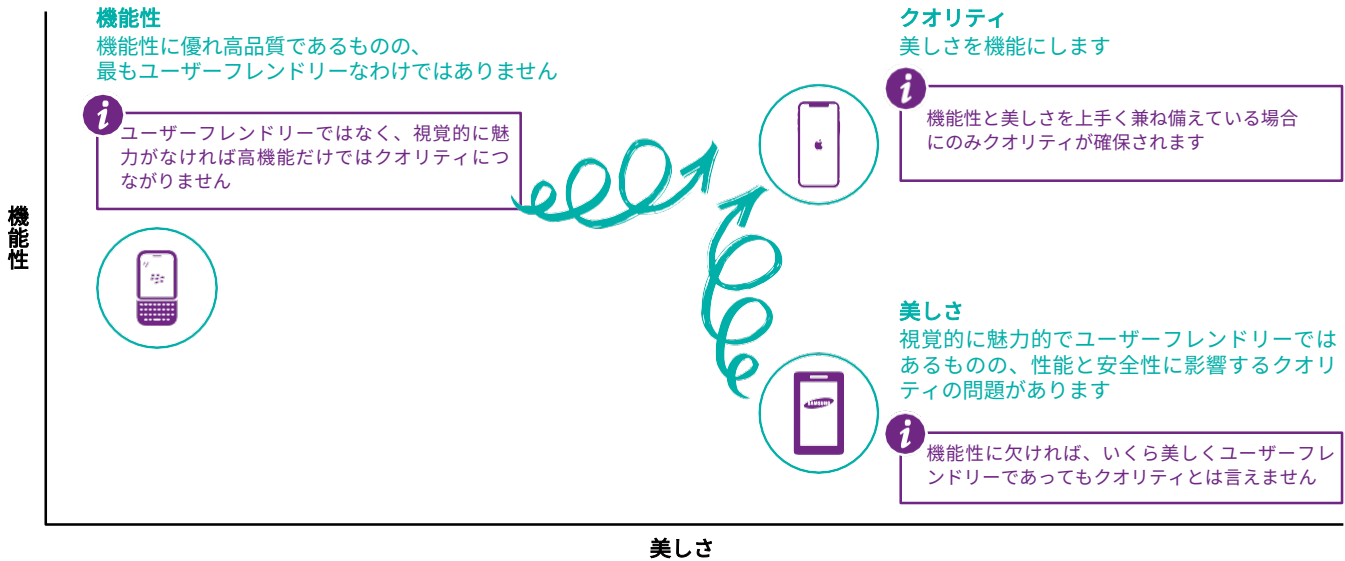 機能性
機能性に優れ高品質であるものの、
最もユーザーフレンドリーなわけではありません
ユーザーフレンドリーではなく、視覚的に魅
力がなければ高機能だけではクオリティにつ
ながりません
クオリティ
美しさを機能にします
機能性と美しさを上手く兼ね備えている場合
にのみクオリティが確保されます
機能性
美しさ
視覚的に魅力的でユーザーフレンドリーでは
あるものの、性能と安全性に影響するクオリ
ティの問題があります
機能性に欠ければ、いくら美しくユーザーフレ
ンドリーであってもクオリティとは言えません
美しさ